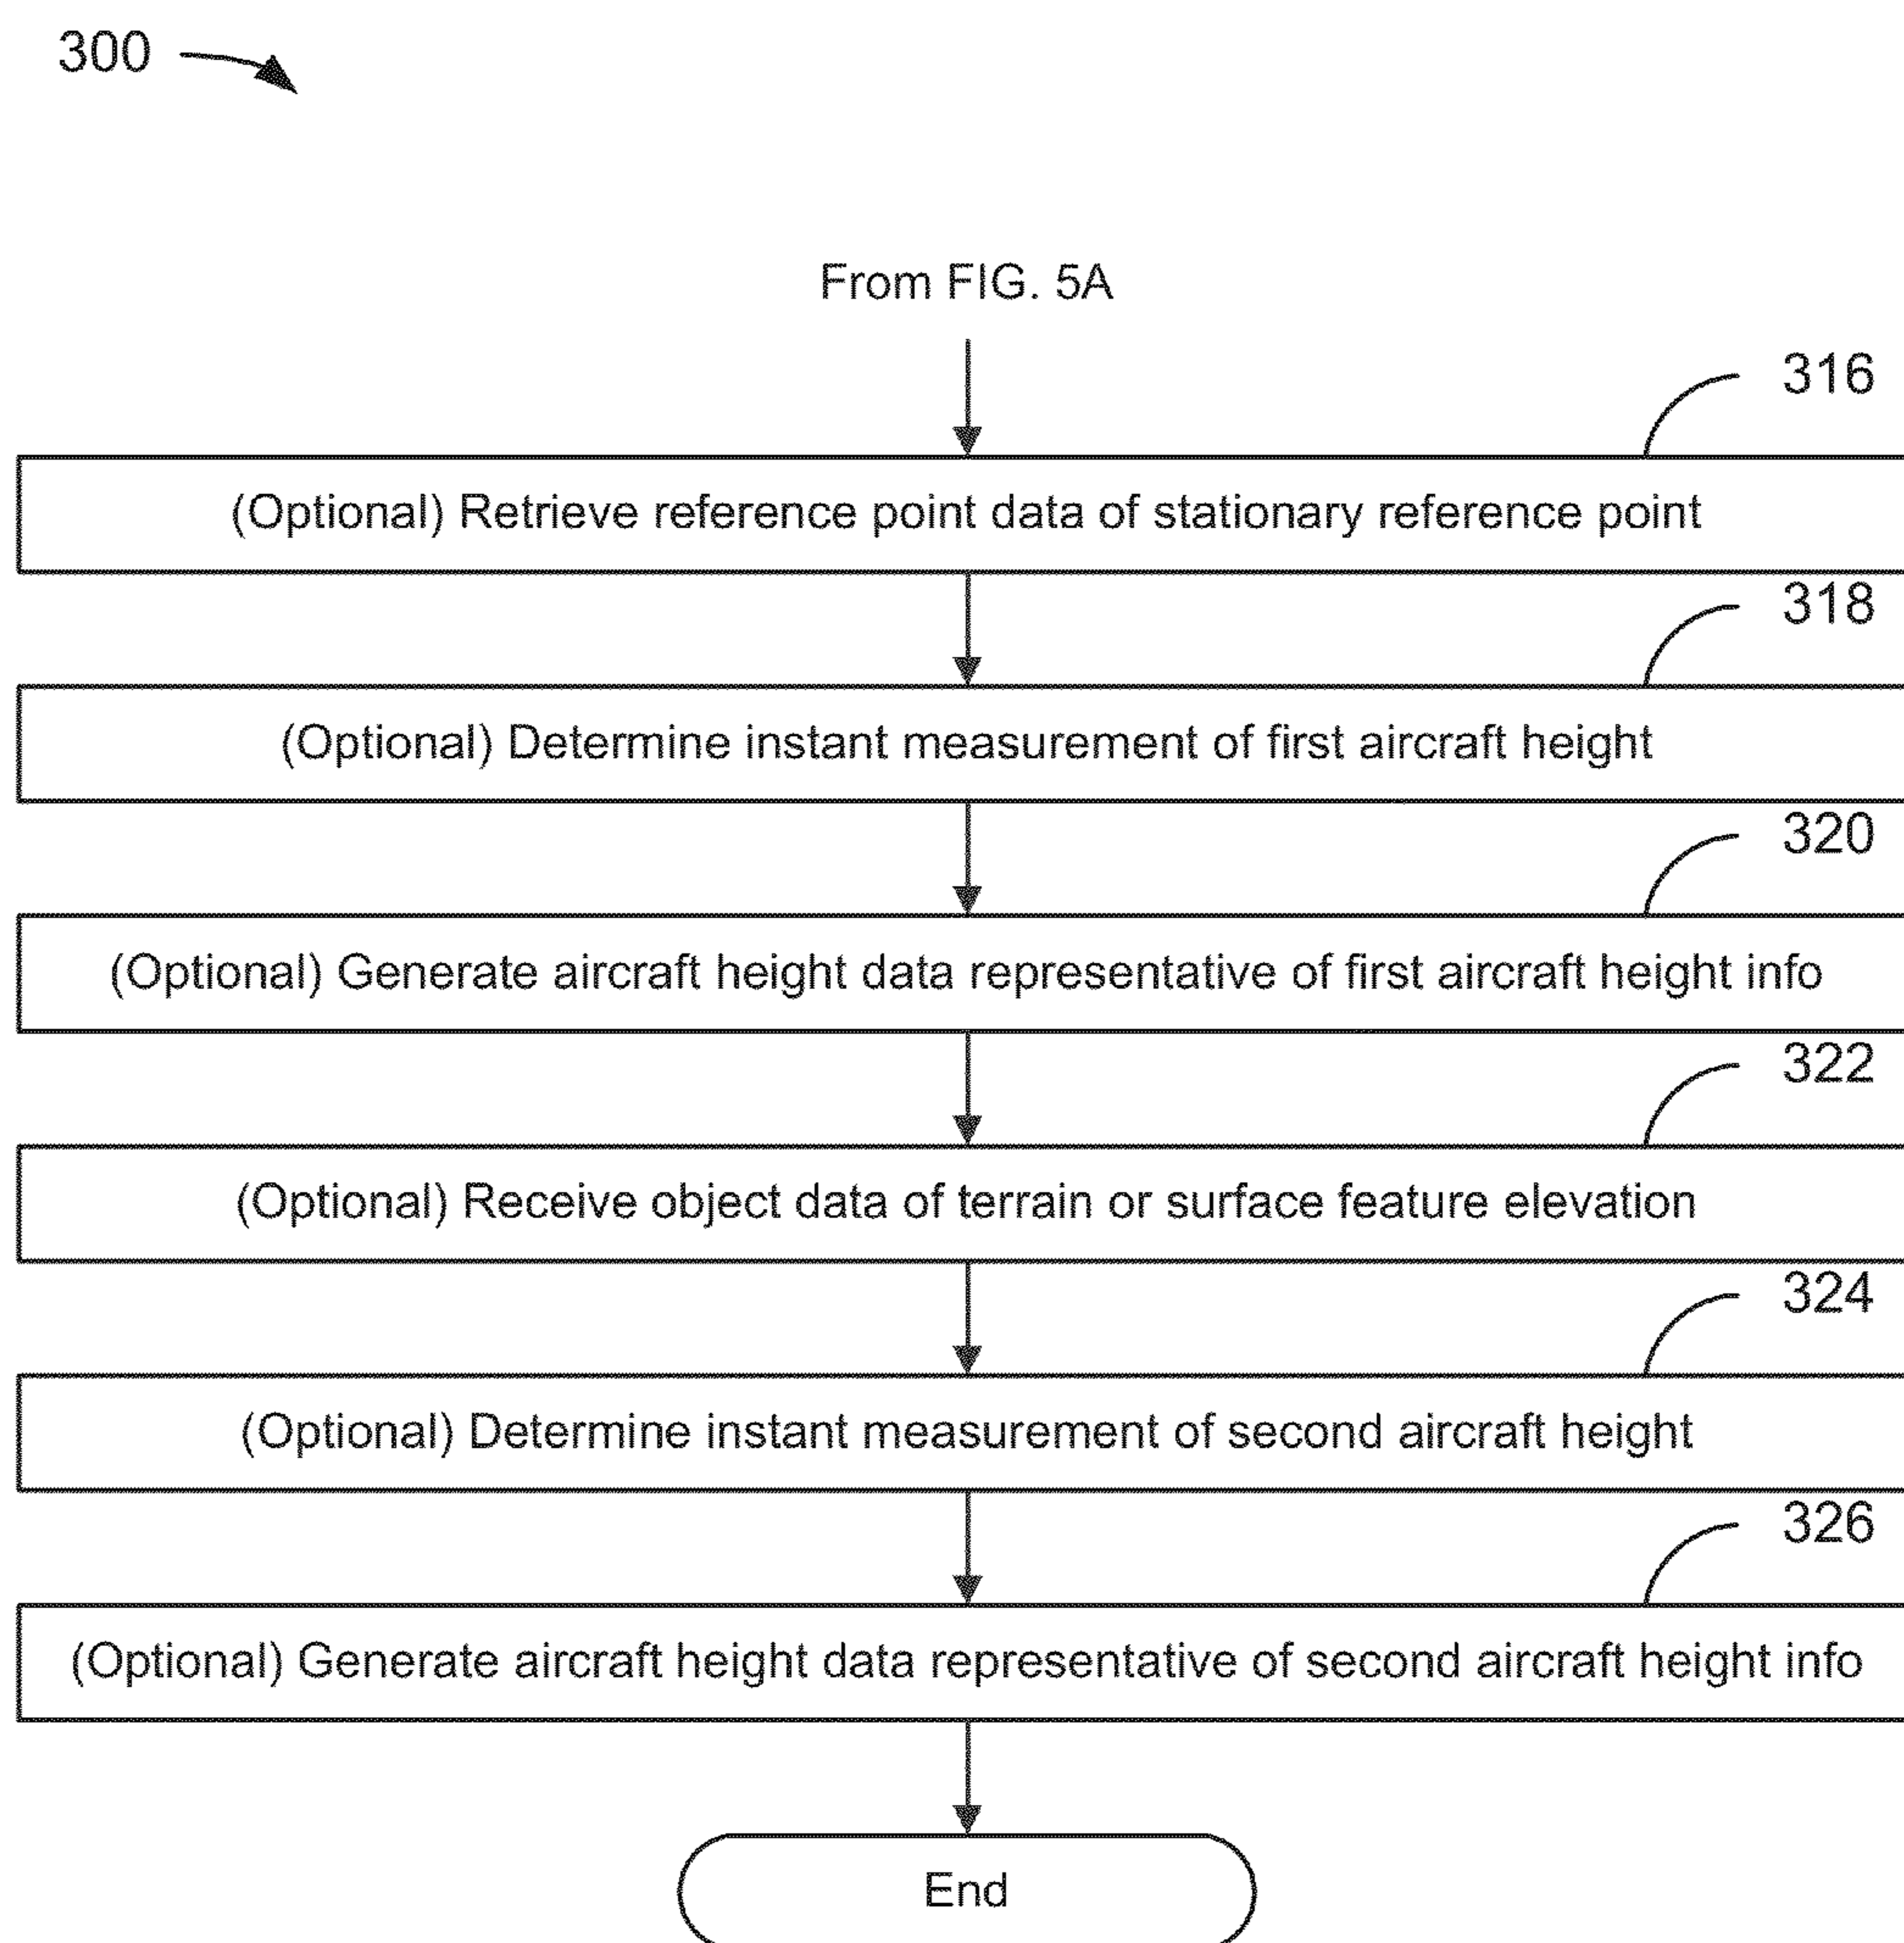 300
From FIG. 5A
316
(Optional) Retrieve reference point data of stationary reference point
318
(Optional) Determine instant measurement of first aircraft height
320
(Optional) Generate aircraft height data representative of first aircraft height info
322
(Optional) Receive object data of terrain or surface feature elevation
324
(Optional) Determine instant measurement of second aircraft height
326
(Optional) Generate aircraft height data representative of second aircraft height info
End